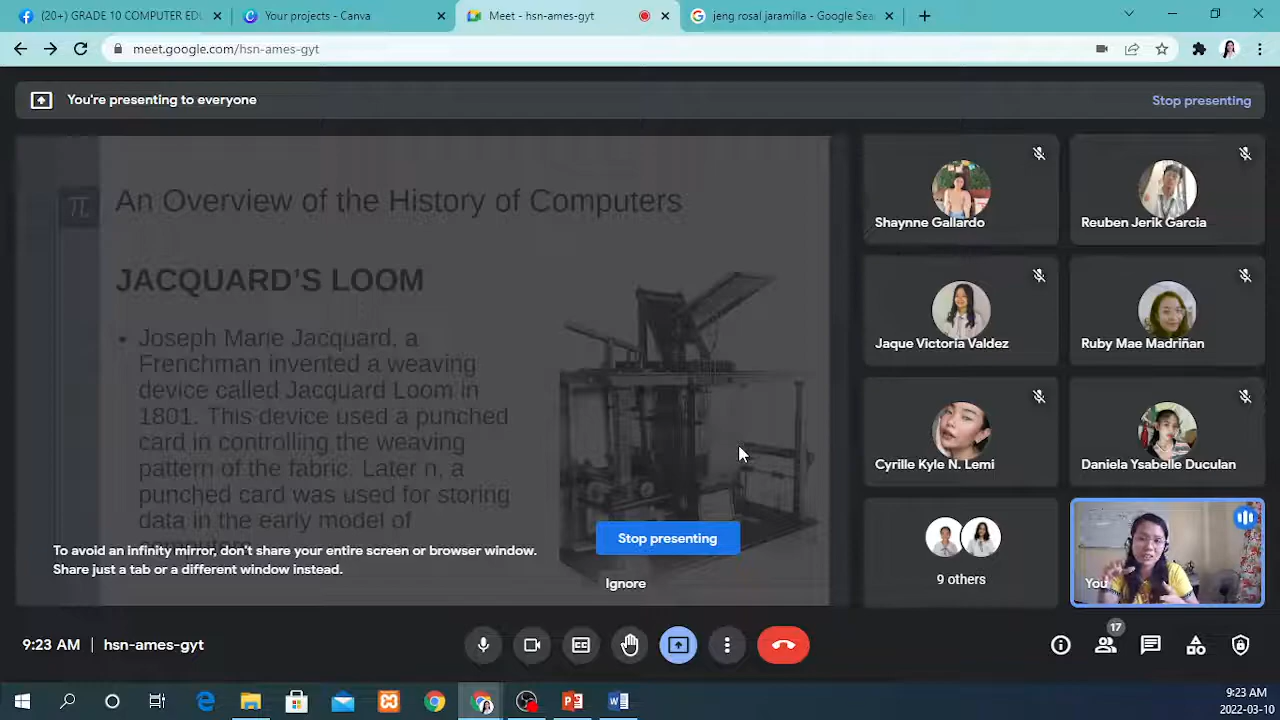 (20+) GRADE 10 COMPUTER EDU
Your projects - Canva
Meet - hsn-ames-gyt
jeng rosal jaramilla - Google Sea
meet.google.com/hsn-ames-gyt
You're presenting to everyone
Stop presenting
π
An Overview of the History of Computers
JACQUARD'S LOOM
• Joseph Marie Jacquard, a
Frenchman invented a weaving
device called Jacquard Loom in
1801. This device used a punched
card in controlling the weaving
pattern of the fabric. Later n, a
punched card was used for storing
data in the early model of
To avoid an infinity mirror, don't share your entire screen or browser window.
Share just a tab or a different window instead.
Stop presenting
Ignore
Shaynne Gallardo
Reuben Jerik Garcia
Jaque Victoria Valdez
Ruby Mae Madriñan
Cyrille Kyle N. Lemi
Daniela Ysabelle Duculan
9 others
You
9:23 AM | hsn-ames-gyt
17
9:23 AM
2022-03-10